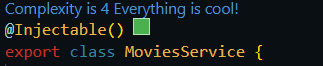 Complexity is 4 Everything is cool!
@Injectable()
export class MoviesService {